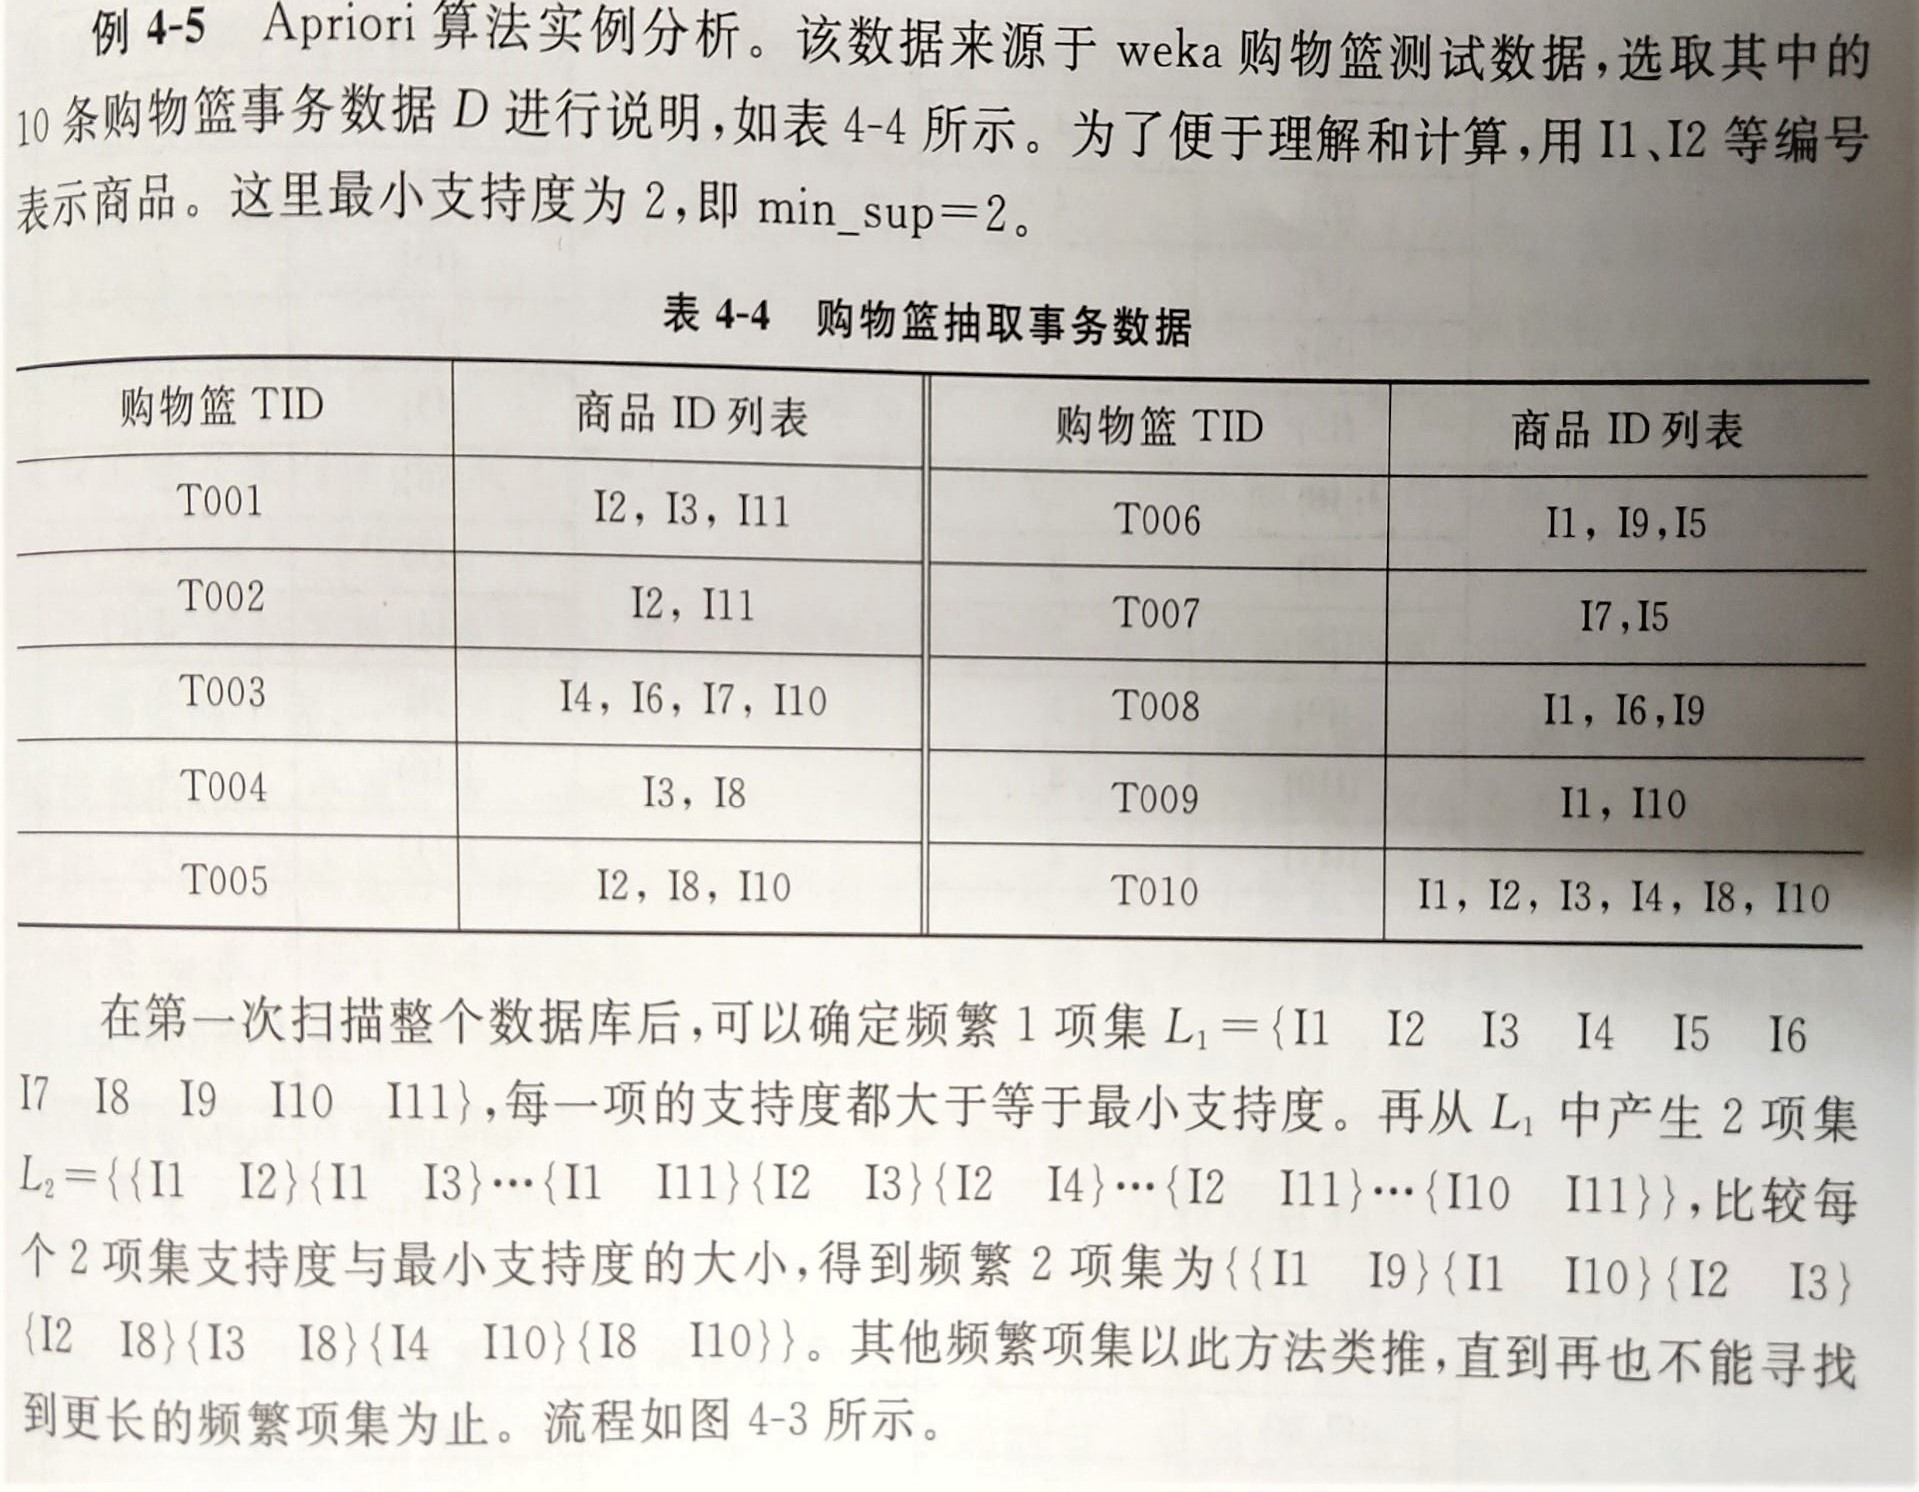 例 4-5 Apriori 算法实例分析。该数据来源于 weka 购物篮测试数据,选取其中的
10 条购物篮事务数据 D 进行说明,如表 4-4 所示。为了便于理解和计算,用 I1、I2 等编号
表示商品。这里最小支持度为 2,即 min_sup=2。
表 4-4 购物篮抽取事务数据
购物篮 TID 商品 ID 列表 购物篮 TID 商品 ID 列表
T001 I2, I3, I11 T006 I1, I9,I5
T002 I2, I11 T007 I7,I5
T003 I4, I6, I7, I10 T008 I1, I6,I9
T004 I3, I8 T009 I1, I10
T005 I2, I8, I10 T010 I1, I2, I3, I4, I8, I10
在第一次扫描整个数据库后,可以确定频繁 1 项集 L₁={I1 I2 I3 I4 I5 I6
I7 I8 I9 I10 I11},每一项的支持度都大于等于最小支持度。再从 L₁ 中产生 2 项集
L₂={{I1 I2}{I1 I3}…{I1 I11}{I2 I3}{I2 I4}…{I2 I11}…{I10 I11}},比较每
个 2 项集支持度与最小支持度的大小,得到频繁 2 项集为{{I1 I9}{I1 I10}{I2 I3}
{I2 I8}{I3 I8}{I4 I10}{I8 I10}}。其他频繁项集以此方法类推,直到再也不能寻找
到更长的频繁项集为止。流程如图 4-3 所示。